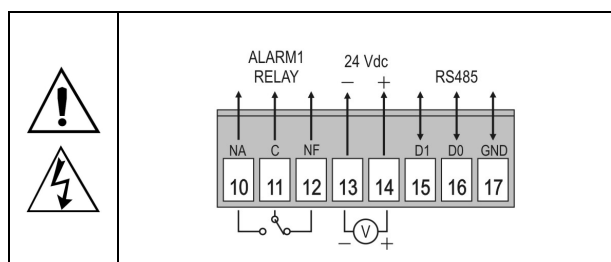 ALARM1
RELAY
24 Vdc
– +
RS485
NA C NF D1 D0 GND
10 11 12 13 14 15 16 17
– V +